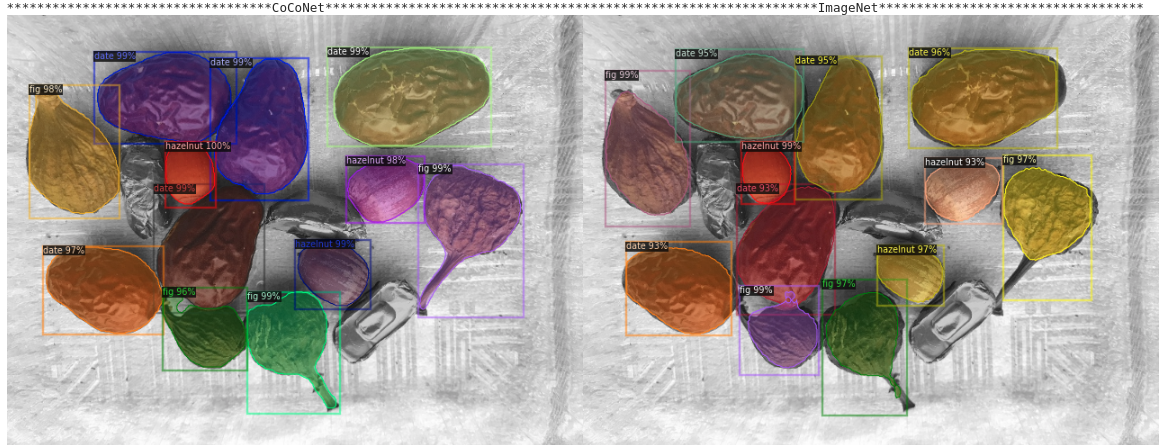 *************************************CoCoNet*****************************************************************ImageNet***********************************
date 99%
date 99%
date 99%
fig 98%
hazelnut 100%
hazelnut 98%
fig 99%
date 99%
date 97%
hazelnut 99%
fig 96%
fig 99%
date 95%
date 95%
date 96%
fig 99%
hazelnut 99%
hazelnut 93%
fig 97%
date 93%
date 93%
hazelnut 97%
fig 99%
fig 97%